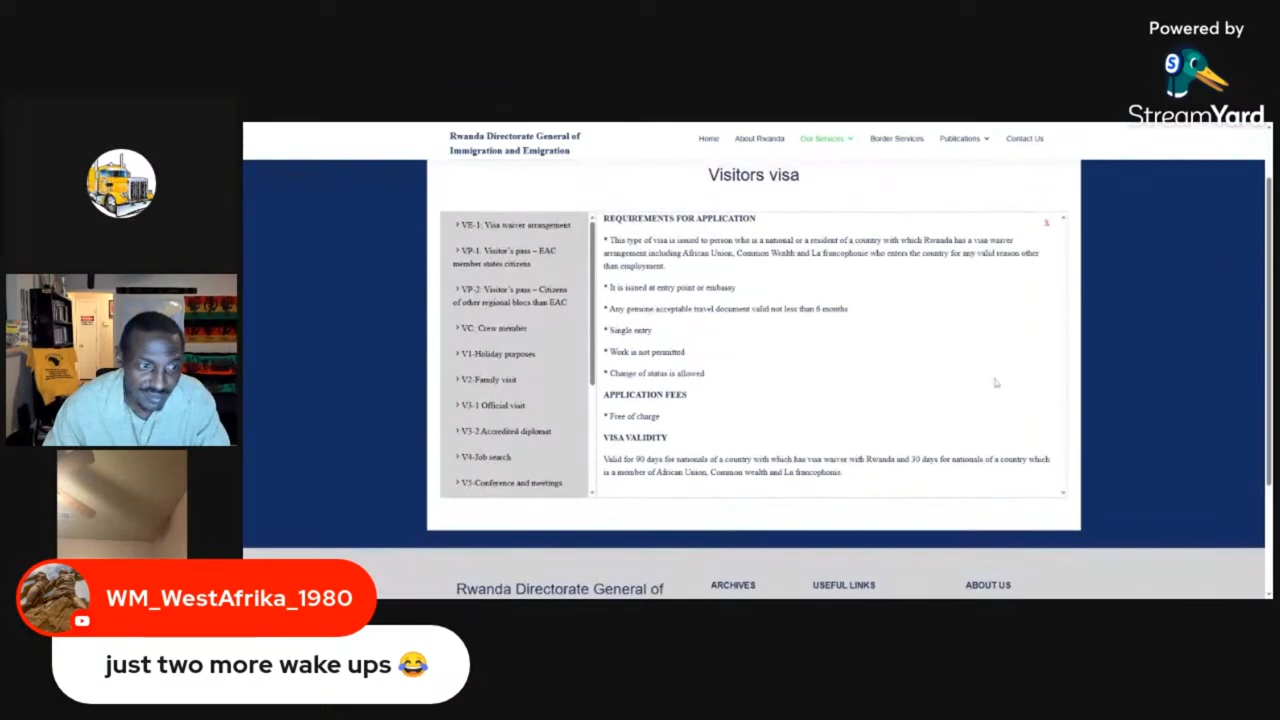 Powered by
StreamYard
Rwanda Directorate General of
Immigration and Emigration
Home
About Rwanda
Our Services
Border Services
Publications
Contact Us
Visitors visa
VE-1: Visa waiver arrangement
VP-1. Visitor's pass – EAC
member states citizens
VP-2: Visitor's pass – Citizens
of other regional blocs than EAC
VC: Crew member
V1-Holiday purposes
V2-Family visit
V3-1 Official visit
V3-2 Accredited diplomat
V4-Job search
V5-Conference and meetings
X
REQUIREMENTS FOR APPLICATION
* This type of visa is issued to person who is a national or a resident of a country with which Rwanda has a visa waiver
arrangement including African Union, Common Wealth and La francophonie who enters the country for any valid reason other
than employment.
* It is issued at entry point or embassy
* Any genuine acceptable travel document valid not less than 6 months
* Single entry
* Work is not permitted
* Change of status is allowed
APPLICATION FEES
* Free of charge
VISA VALIDITY
Valid for 90 days for nationals of a country with which has visa waiver with Rwanda and 30 days for nationals of a country which
is a member of African Union, Common wealth and La francophonie.
Rwanda Directorate General of
ARCHIVES
USEFUL LINKS
ABOUT US
WM_WestAfrika_1980
just two more wake ups 😂